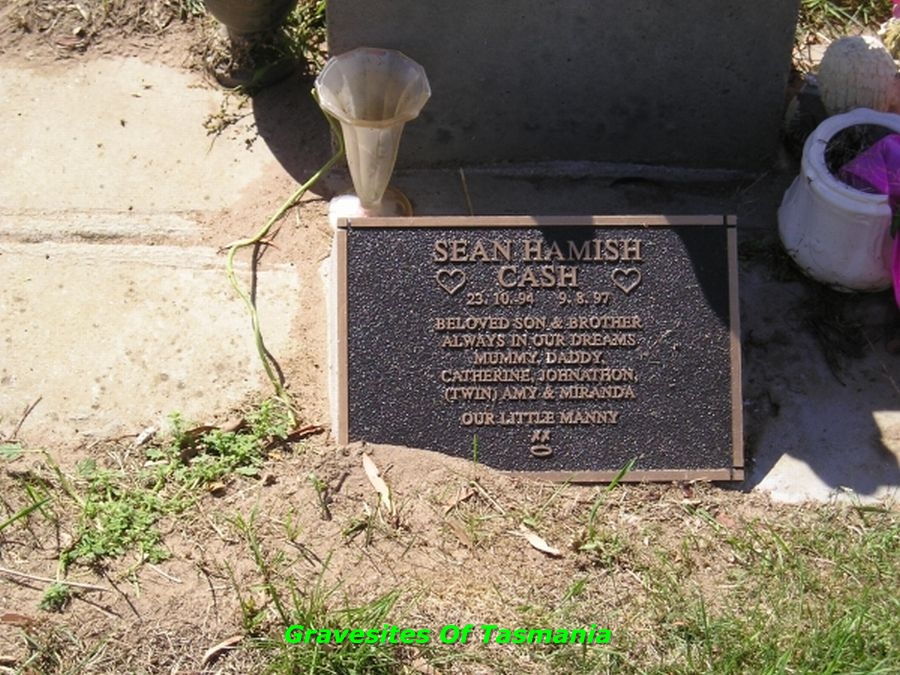 SEAN HAMISH
CASH
23.10.94 9.8.97
BELOVED SON & BROTHER
ALWAYS IN OUR DREAMS
MUMMY, DADDY,
CATHERINE, JOHNATHON,
(TWIN) AMY & MIRANDA
OUR LITTLE MANNY
XX
O
Gravesites Of Tasmania